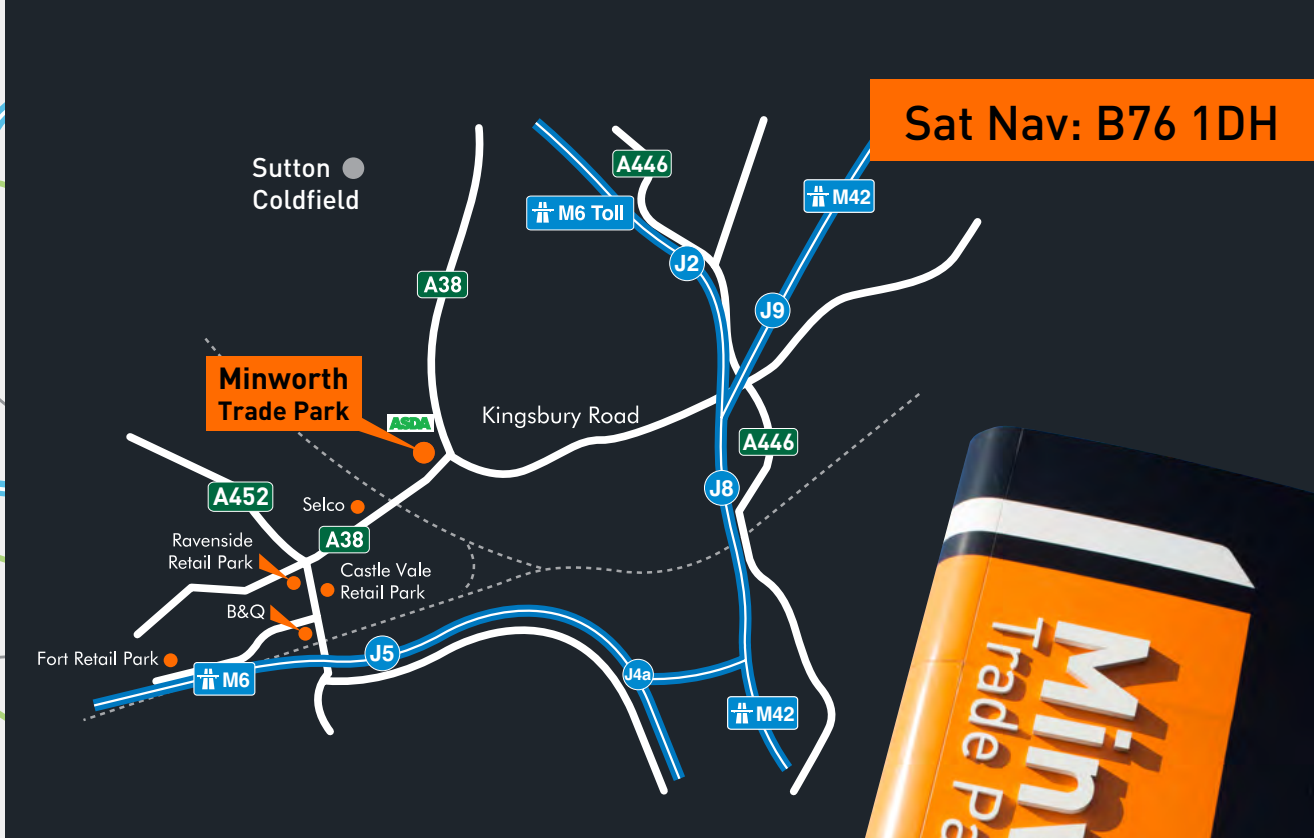 Sat Nav: B76 1DH
Sutton
Coldfield
A446
M42
M6 Toll
J2
A38
J9
Minworth
Trade Park
ASDA
Kingsbury Road
A446
A452
Selco
J8
A38
Ravenside
Retail Park
Castle Vale
Retail Park
B&Q
J5
Fort Retail Park
M6
J4a
M42
Minw
Trade Pa